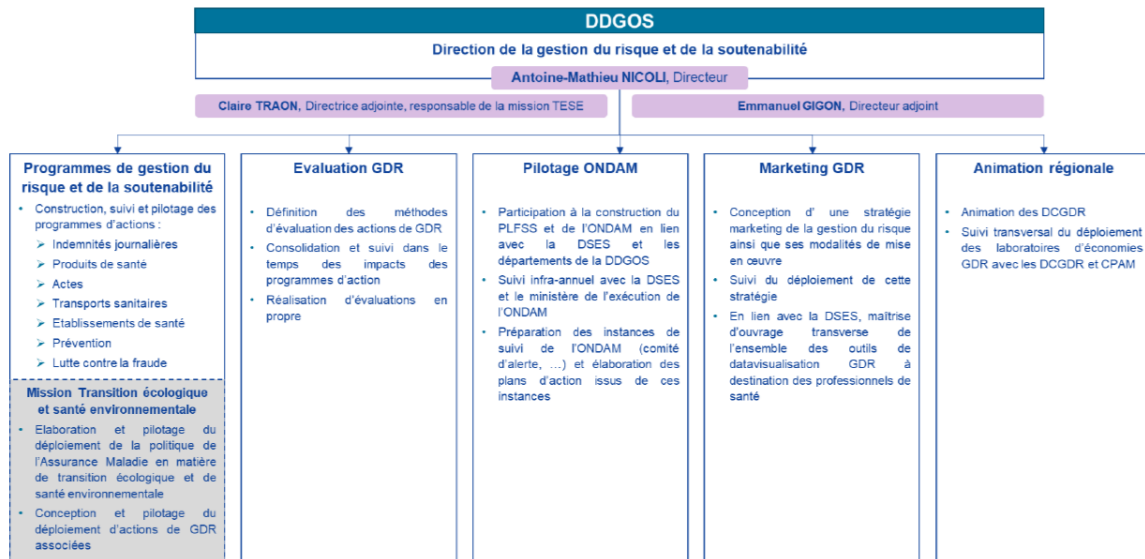 DDGOS
Direction de la gestion du risque et de la soutenabilité
Antoine-Mathieu NICOLI, Directeur
Claire TRAON, Directrice adjointe, responsable de la mission TESE
Emmanuel GIGON, Directeur adjoint
Programmes de gestion du
risque et de la soutenabilité
• Construction, suivi et pilotage des
programmes d'actions :
➢ Indemnités journalières
➢ Produits de santé
➢ Actes
➢ Transports sanitaires
➢ Etablissements de santé
➢ Prévention
➢ Lutte contre la fraude
Mission Transition écologique
et santé environnementale
• Elaboration et pilotage du
déploiement de la politique de
l'Assurance Maladie en matière
de transition écologique et de
santé environnementale
• Conception et pilotage du
déploiement d'actions de GDR
associées
Evaluation GDR
• Définition des méthodes
d'évaluation des actions de GDR
• Consolidation et suivi dans le
temps des impacts des
programmes d'action
• Réalisation d'évaluations en
propre
Pilotage ONDAM
• Participation à la construction du
PLFSS et de l'ONDAM en lien
avec la DSES et les
départements de la DDGOS
• Suivi infra-annuel avec la DSES
et le ministère de l'exécution de
l'ONDAM
• Préparation des instances de
suivi de l'ONDAM (comité
d'alerte, …) et élaboration des
plans d'action issus de ces
instances
Marketing GDR
• Conception d' une stratégie
marketing de la gestion du risque
ainsi que ses modalités de mise
en œuvre
• Suivi du déploiement de cette
stratégie
• En lien avec la DSES, maîtrise
d'ouvrage transverse de
l'ensemble des outils de
datavisualisation GDR à
destination des professionnels de
santé
Animation régionale
• Animation des DCGDR
• Suivi transversal du déploiement
des laboratoires d'économies
GDR avec les DCGDR et CPAM